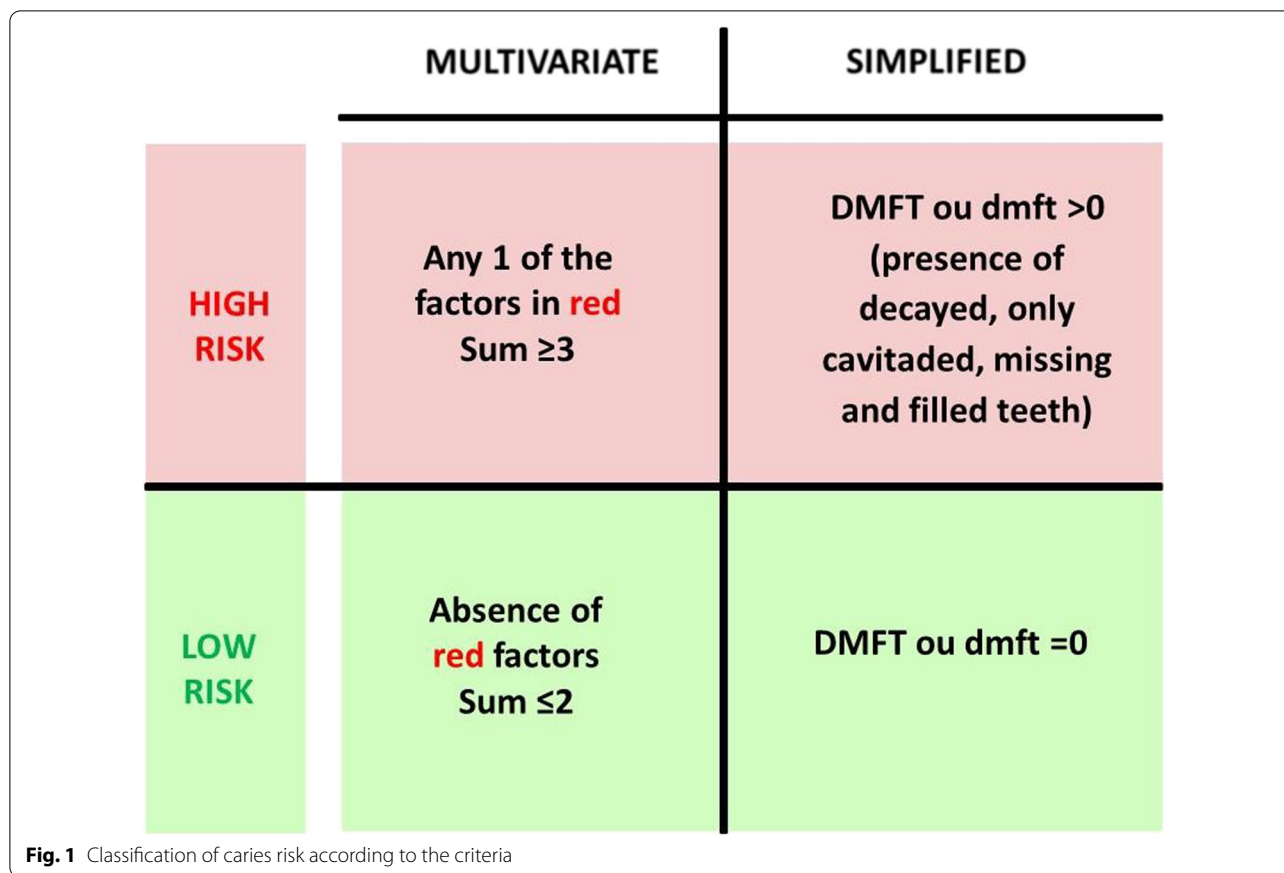 MULTIVARIATE
SIMPLIFIED
HIGH
RISK
Any 1 of the
factors in red
Sum ≥3
DMFT ou dmft >0
(presence of
decayed, only
cavitaded, missing
and filled teeth)
LOW
RISK
Absence of
red factors
Sum ≤2
DMFT ou dmft =0
Fig. 1 Classification of caries risk according to the criteria